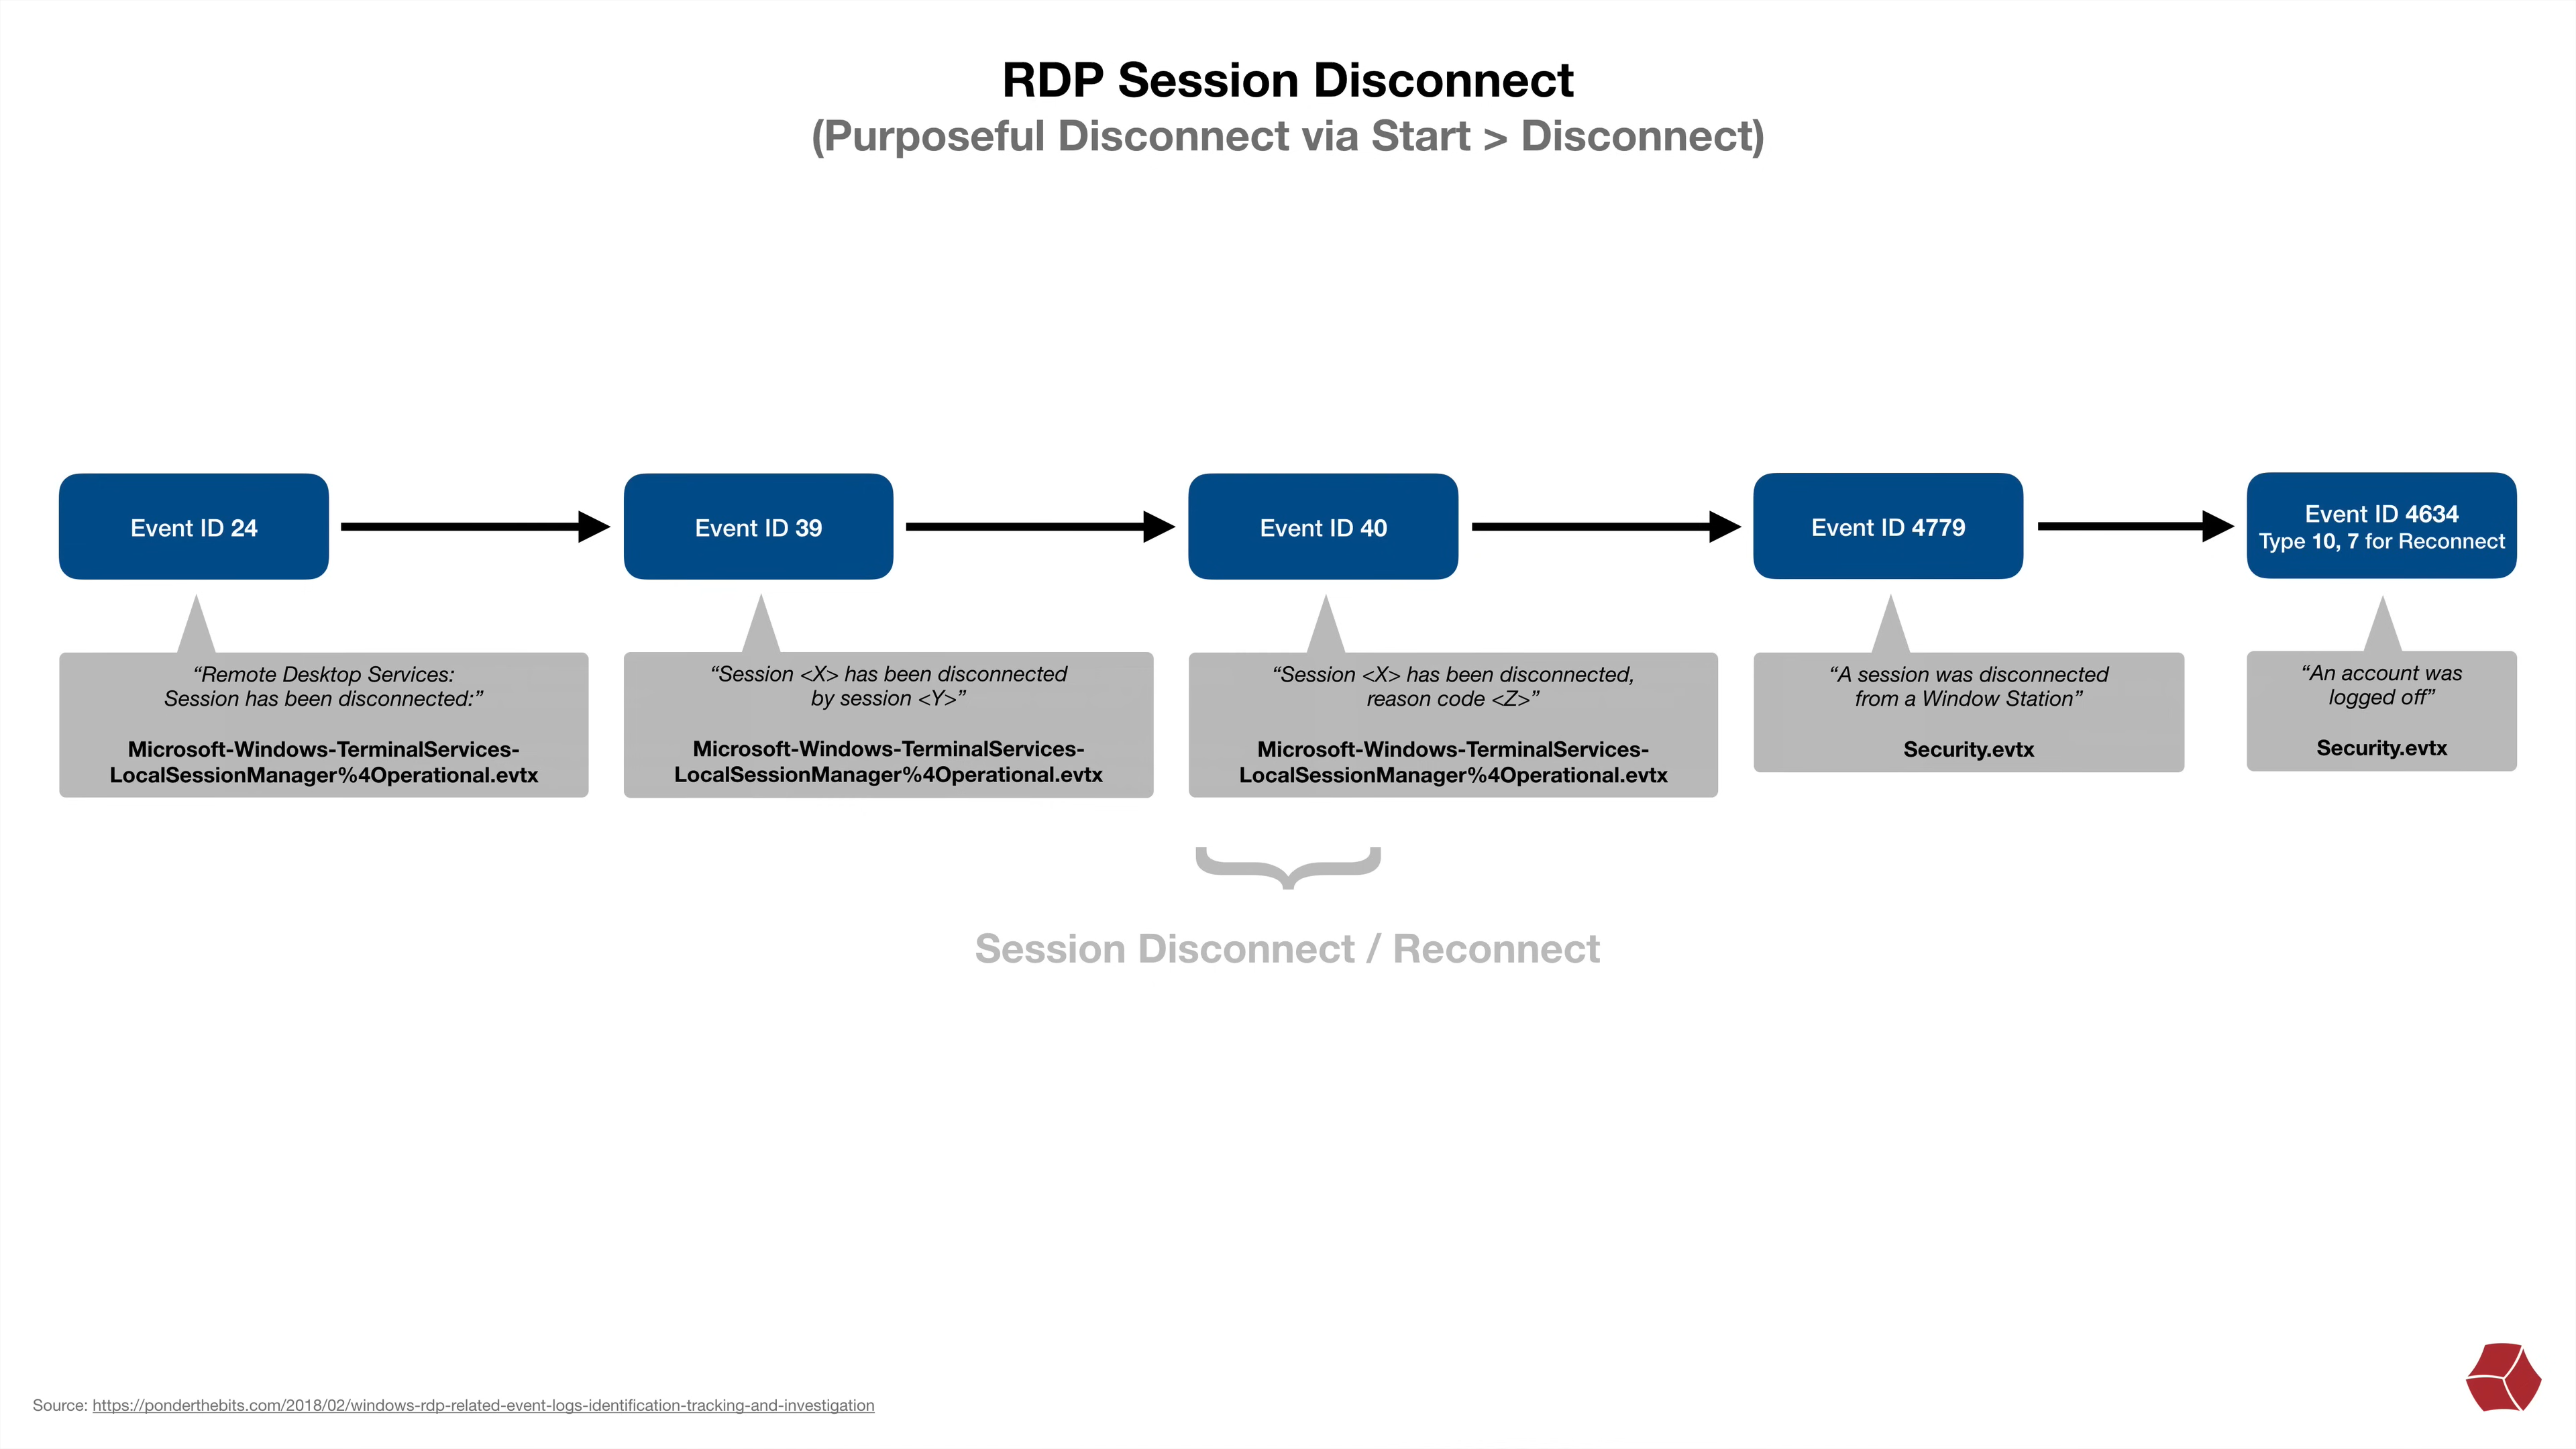 RDP Session Disconnect
(Purposeful Disconnect via Start > Disconnect)
Event ID 24
Event ID 39
Event ID 40
Event ID 4779
Event ID 4634
Type 10, 7 for Reconnect
“Remote Desktop Services:
Session has been disconnected:”
Microsoft-Windows-TerminalServices-
LocalSessionManager%4Operational.evtx
“Session <X> has been disconnected
by session <Y>”
Microsoft-Windows-TerminalServices-
LocalSessionManager%4Operational.evtx
“Session <X> has been disconnected,
reason code <Z>”
Microsoft-Windows-TerminalServices-
LocalSessionManager%4Operational.evtx
“A session was disconnected
from a Window Station”
Security.evtx
“An account was
logged off”
Security.evtx
Session Disconnect / Reconnect
Source: https://ponderthebits.com/2018/02/windows-rdp-related-event-logs-identification-tracking-and-investigation